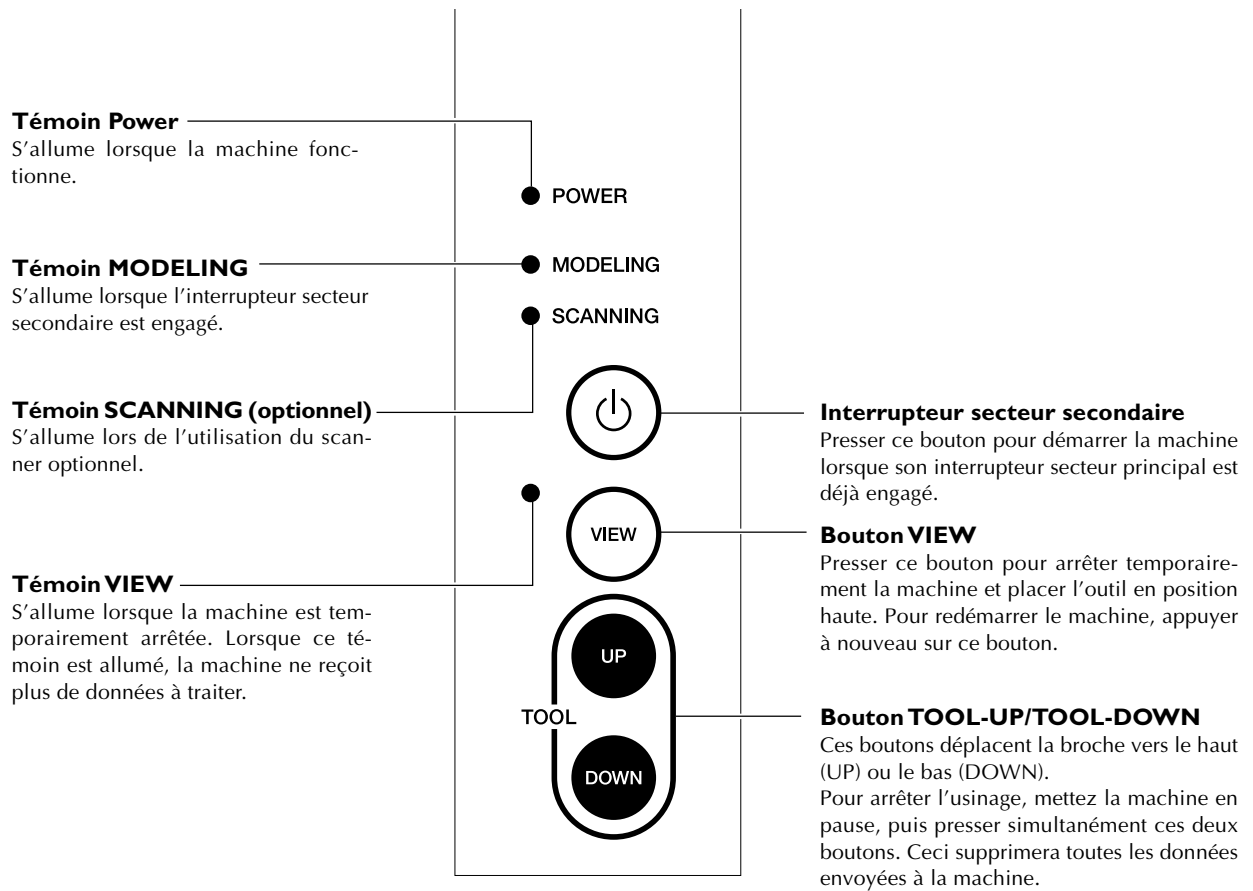 Témoin Power
S'allume lorsque la machine fonc-
tionne.
POWER
Témoin MODELING
S'allume lorsque l'interrupteur secteur
secondaire est engagé.
MODELING
SCANNING
Témoin SCANNING (optionnel)
S'allume lors de l'utilisation du scan-
ner optionnel.
Interrupteur secteur secondaire
Presser ce bouton pour démarrer la machine
lorsque son interrupteur secteur principal est
déjà engagé.
VIEW
Bouton VIEW
Presser ce bouton pour arrêter temporaire-
ment la machine et placer l'outil en position
haute. Pour redémarrer le machine, appuyer
à nouveau sur ce bouton.
Témoin VIEW
S'allume lorsque la machine est tem-
porairement arrêtée. Lorsque ce té-
moin est allumé, la machine ne reçoit
plus de données à traiter.
UP
TOOL
DOWN
Bouton TOOL-UP/TOOL-DOWN
Ces boutons déplacent la broche vers le haut
(UP) ou le bas (DOWN).
Pour arrêter l'usinage, mettez la machine en
pause, puis presser simultanément ces deux
boutons. Ceci supprimera toutes les données
envoyées à la machine.